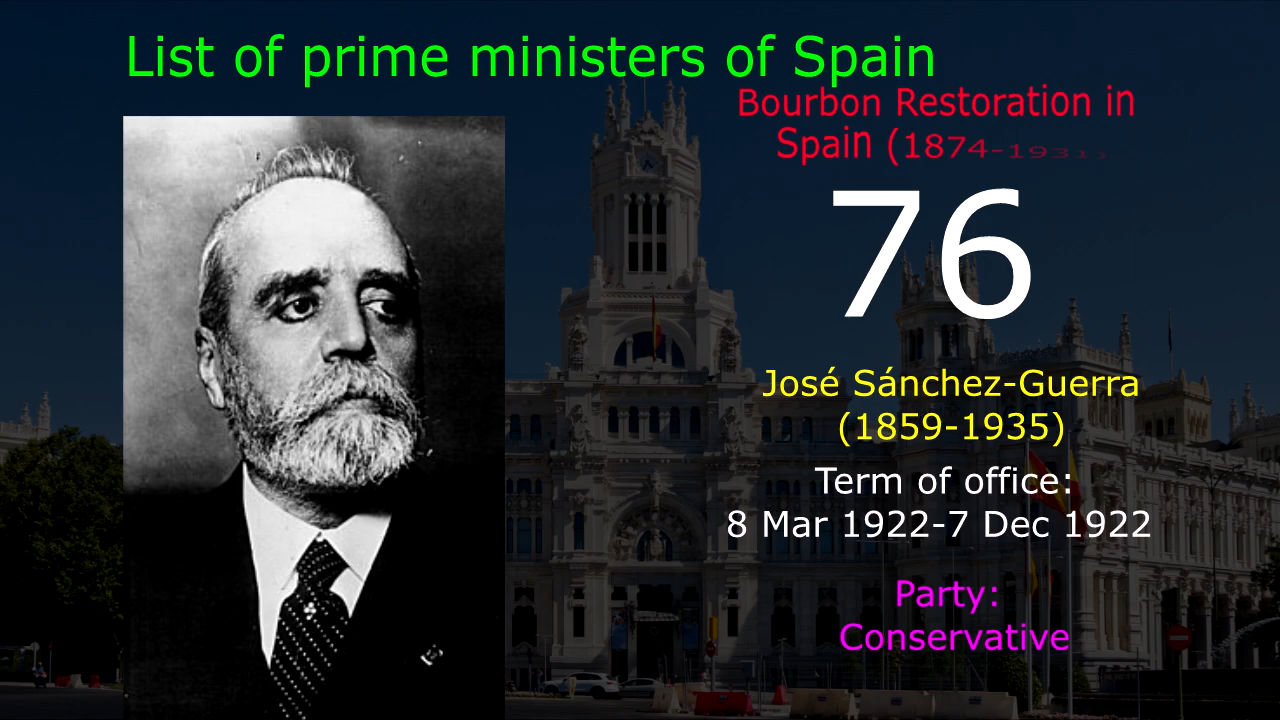 List of prime ministers of Spain
Bourbon Restoration in
Spain (1874-1931)
76
José Sánchez-Guerra
(1859-1935)
Term of office:
8 Mar 1922-7 Dec 1922
Party:
Conservative